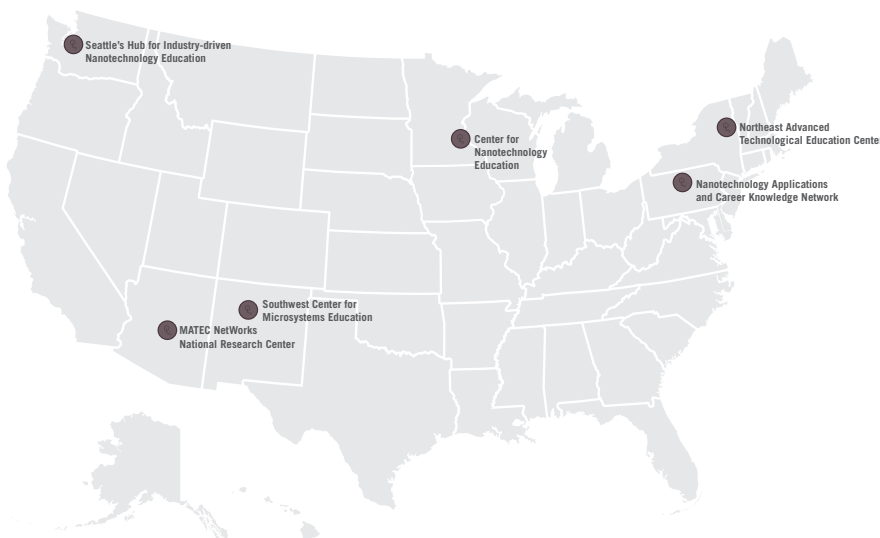 Seattle's Hub for Industry-driven
Nanotechnology Education
Center for
Nanotechnology
Education
Northeast Advanced
Technological Education Cente
Nanotechnology Applications
and Career Knowledge Network
Southwest Center for
Microsystems Education
MATEC NetWorks
National Research Center